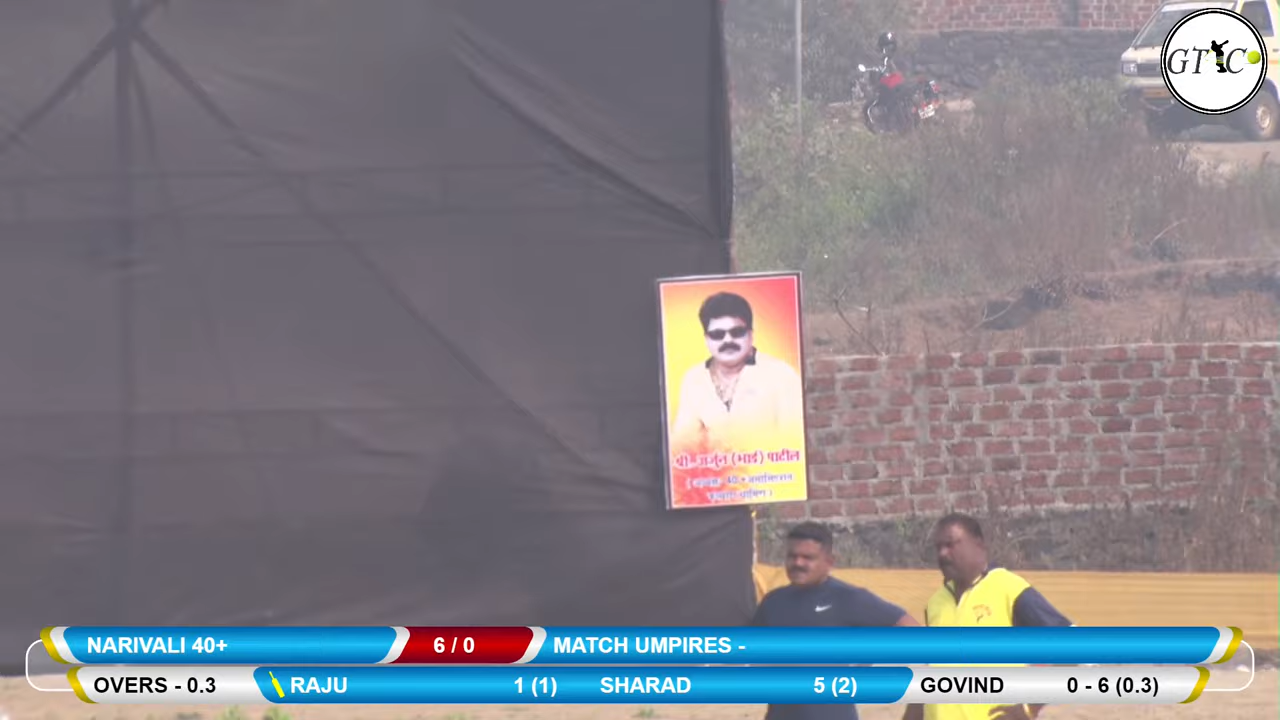 GTC
श्री. अर्जुन (भाई) पाटील
40+
NARIVALI 40+
6 / 0
MATCH UMPIRES -
OVERS - 0.3
RAJU
1 (1)
SHARAD
5 (2)
GOVIND
0 - 6 (0.3)